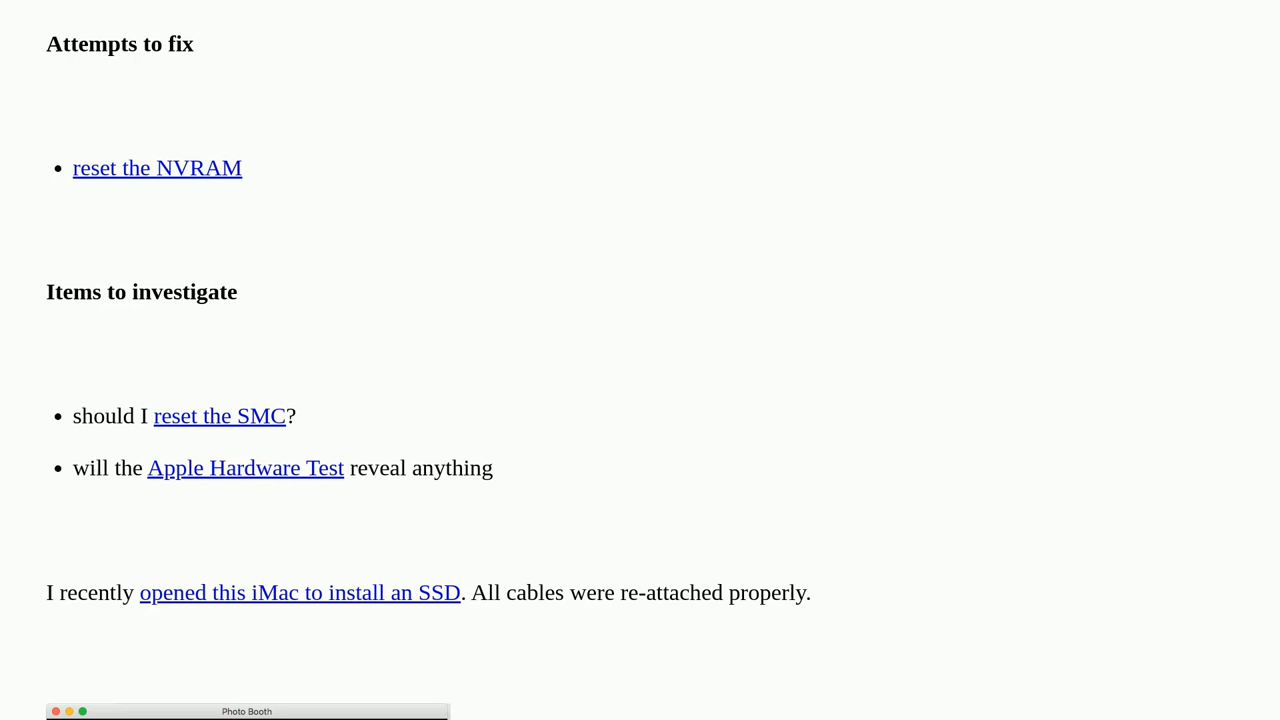 Attempts to fix
reset the NVRAM
Items to investigate
should I reset the SMC?
will the Apple Hardware Test reveal anything
I recently opened this iMac to install an SSD. All cables were re-attached properly.
Photo Booth